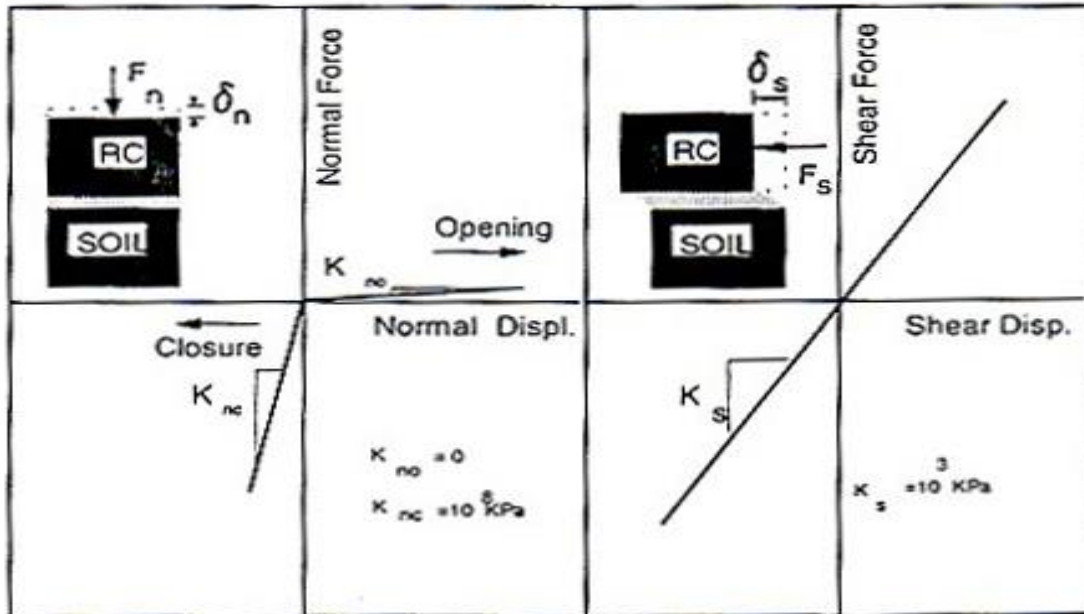 F n
δn
RC
SOIL
Normal Force
Opening
K no
Normal Displ.
Closure
K nc
K no = 0
K nc = 10^8 KPa
δs
RC
F s
SOIL
Shear Force
Shear Disp.
K s
K s = 10^3 KPa